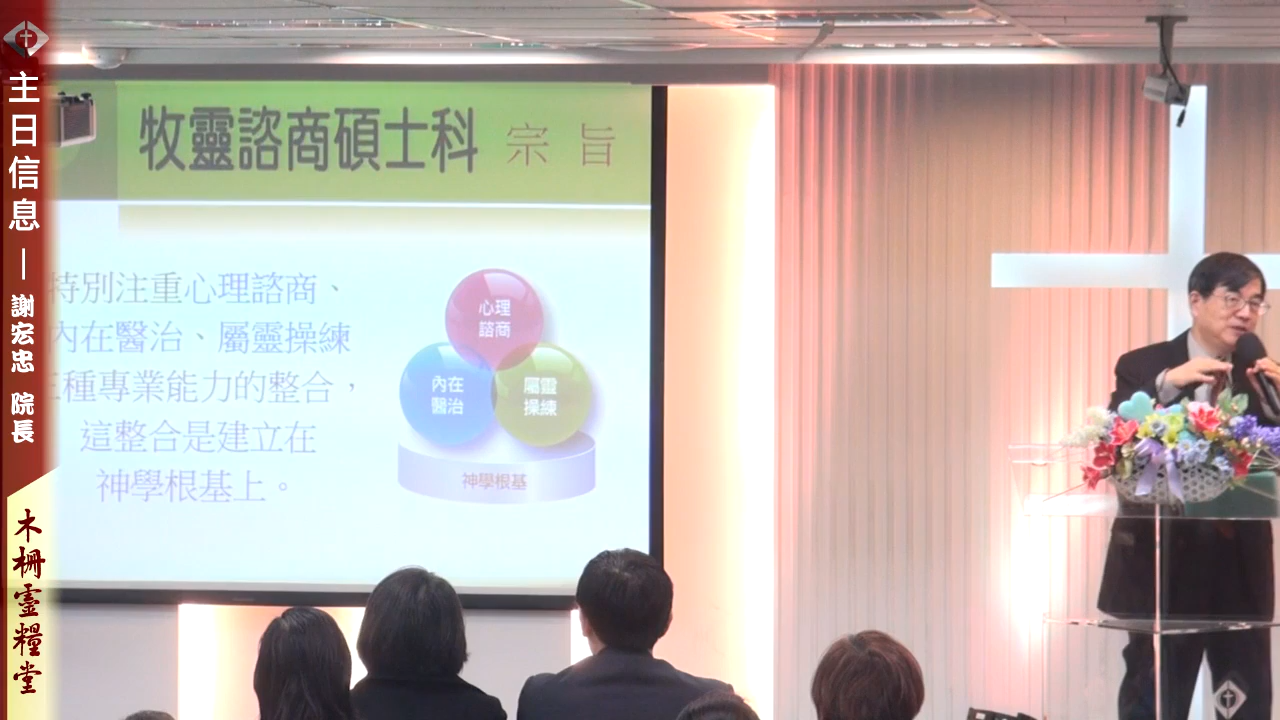 主日信息 — 謝宏忠 院長
木柵靈糧堂
牧靈諮商碩士科 宗旨
特別注重心理諮商、
內在醫治、屬靈操練
三種專業能力的整合，
這整合是建立在
神學根基上。
心理
諮商
內在
醫治
屬靈
操練
神學根基